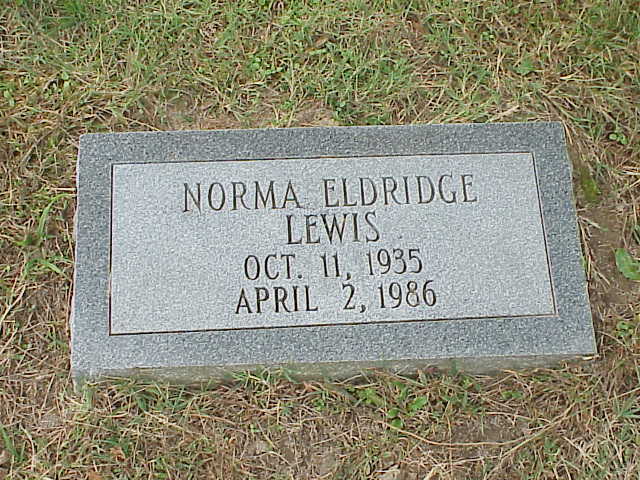 NORMA ELDRIDGE
LEWIS
OCT. 11, 1935
APRIL 2, 1986